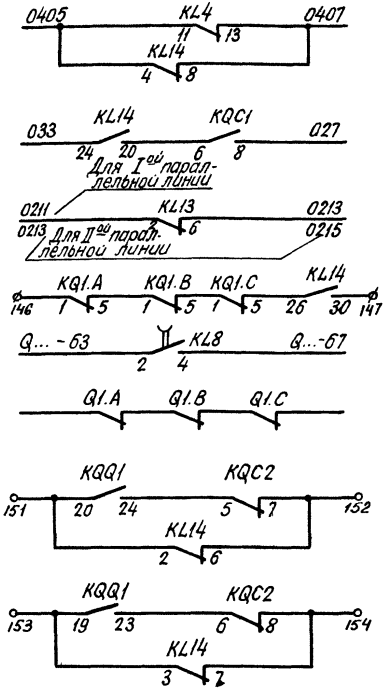 0405 KL4 0407
11 13
KL14
4 8
033 KL14 KQC1 027
24 20 6 8
Для I ой парал-
лельной линии
0211 KL13 0213
2 6
0213 Для II ой парал- 0215
лельной линии
KQ1.A KQ1.B KQ1.C KL14
146 1 5 1 5 1 5 26 30 147
Q...-63 KL8 Q...-67
2 4
Q1.A Q1.B Q1.C
KQQ1 KQC2
151 20 24 5 7 152
KL14
2 6
KQQ1 KQC2
153 19 23 6 8 154
KL14
3 7